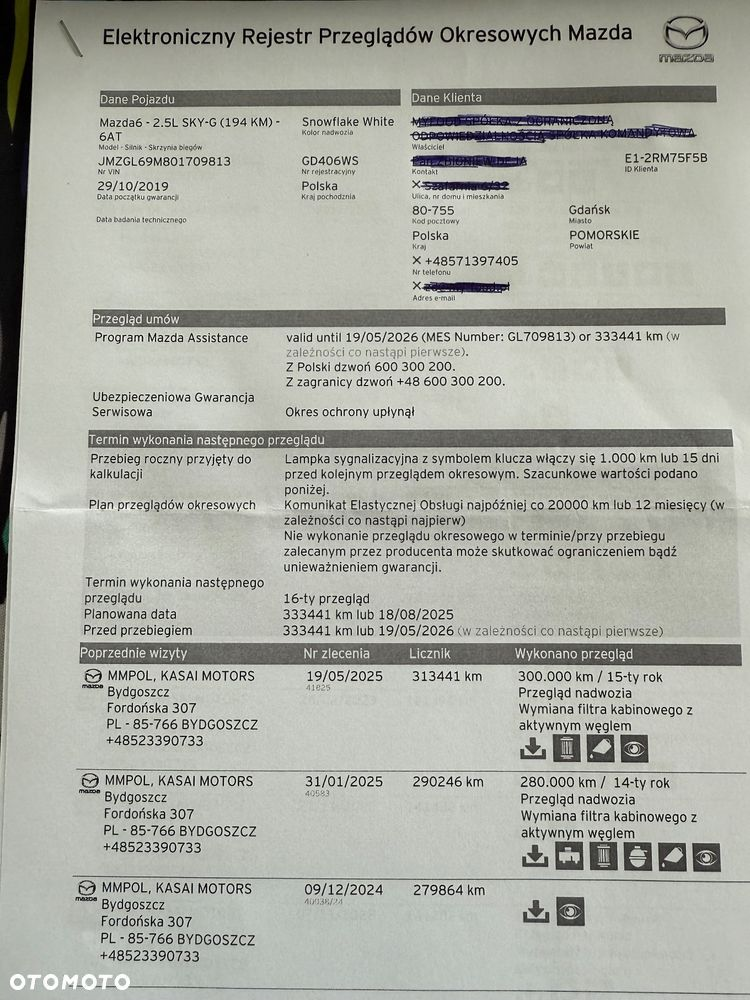 Elektroniczny Rejestr Przeglądów Okresowych Mazda
mazda
Dane Pojazdu
Mazda6 - 2.5L SKY-G (194 KM) -
6AT
Model - Silnik - Skrzynia biegów
Snowflake White
Kolor nadwozia
JMZGL69M801709813
Nr VIN
GD406WS
Nr rejestracyjny
29/10/2019
Data początku gwarancji
Polska
Kraj pochodznia
Data badania technicznego
Dane Klienta
Właściciel
Kontakt
E1-2RM75F5B
ID Klienta
Ulica, nr domu i mieszkania
80-755
Kod pocztowy
Gdańsk
Miasto
Polska
Kraj
POMORSKIE
Powiat
+48571397405
Nr telefonu
Adres e-mail
Przegląd umów
Program Mazda Assistance
valid until 19/05/2026 (MES Number: GL709813) or 333441 km (w
zależności co nastąpi pierwsze).
Z Polski dzwoń 600 300 200.
Z zagranicy dzwoń +48 600 300 200.
Ubezpieczeniowa Gwarancja
Serwisowa
Okres ochrony upłynął
Termin wykonania następnego przeglądu
Przebieg roczny przyjęty do
kalkulacji
Lampka sygnalizacyjna z symbolem klucza włączy się 1.000 km lub 15 dni
przed kolejnym przeglądem okresowym. Szacunkowe wartości podano
poniżej.
Plan przeglądów okresowych
Komunikat Elastycznej Obsługi najpóźniej co 20000 km lub 12 miesięcy (w
zależności co nastąpi najpierw)
Nie wykonanie przeglądu okresowego w terminie/przy przebiegu
zalecanym przez producenta może skutkować ograniczeniem bądź
unieważnieniem gwarancji.
Termin wykonania następnego
przeglądu
16-ty przegląd
Planowana data
333441 km lub 18/08/2025
Przed przebiegiem
333441 km lub 19/05/2026 (w zależności co nastąpi pierwsze)
Poprzednie wizyty Nr zlecenia Licznik Wykonano przegląd
mazda
MMPOL, KASAI MOTORS
Bydgoszcz
Fordońska 307
PL - 85-766 BYDGOSZCZ
+48523390733
19/05/2025
41825
313441 km
300.000 km / 15-ty rok
Przegląd nadwozia
Wymiana filtra kabinowego z
aktywnym węglem
mazda
MMPOL, KASAI MOTORS
Bydgoszcz
Fordońska 307
PL - 85-766 BYDGOSZCZ
+48523390733
31/01/2025
40583
290246 km
280.000 km / 14-ty rok
Przegląd nadwozia
Wymiana filtra kabinowego z
aktywnym węglem
mazda
MMPOL, KASAI MOTORS
Bydgoszcz
Fordońska 307
PL - 85-766 BYDGOSZCZ
+48523390733
09/12/2024
279864 km
OTOMOTO